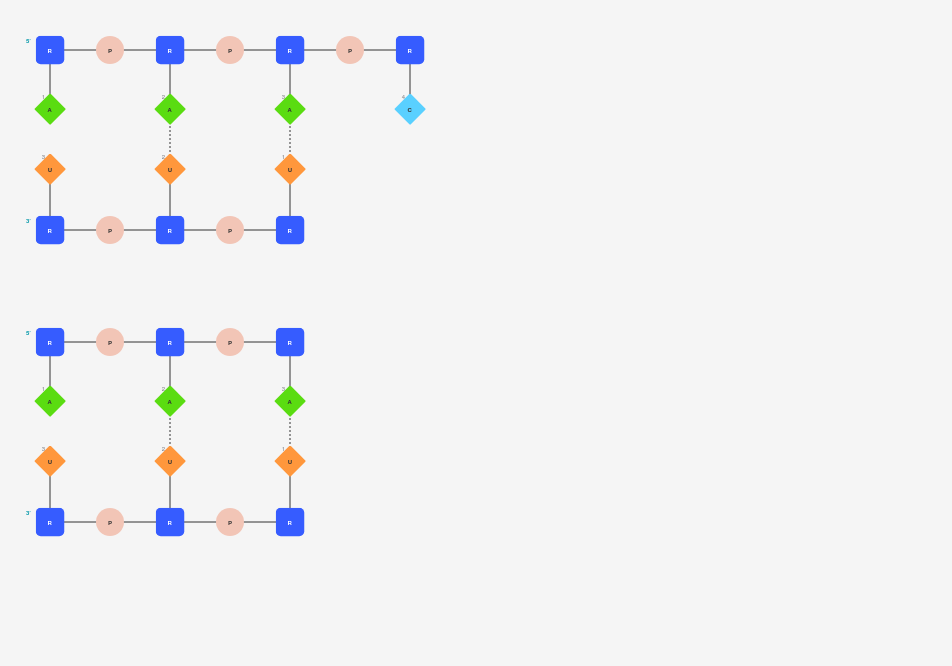 5' R P R P R P R
1 A 2 A 3 A 4 C
3 U 2 U 1 U
3' R P R P R
5' R P R P R
1 A 2 A 3 A
3 U 2 U 1 U
3' R P R P R